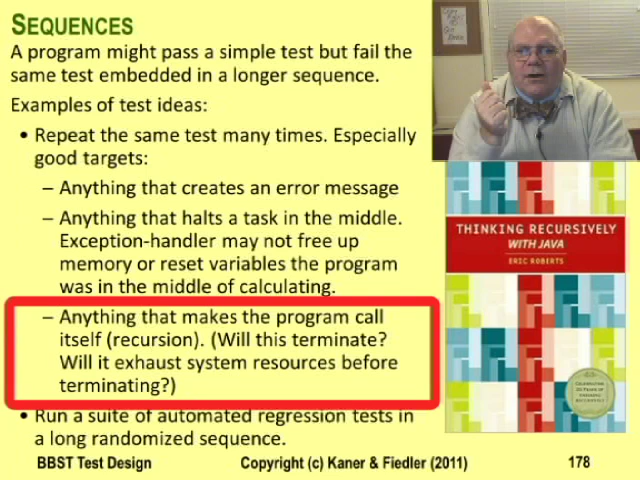 SEQUENCES
A program might pass a simple test but fail the
same test embedded in a longer sequence.
Examples of test ideas:
• Repeat the same test many times. Especially
good targets:
– Anything that creates an error message
– Anything that halts a task in the middle.
Exception-handler may not free up
memory or reset variables the program
was in the middle of calculating.
– Anything that makes the program call
itself (recursion). (Will this terminate?
Will it exhaust system resources before
terminating?)
• Run a suite of automated regression tests in
a long randomized sequence.
THINKING RECURSIVELY
WITH JAVA
ERIC ROBERTS
BBST Test Design
Copyright (c) Kaner & Fiedler (2011)
178